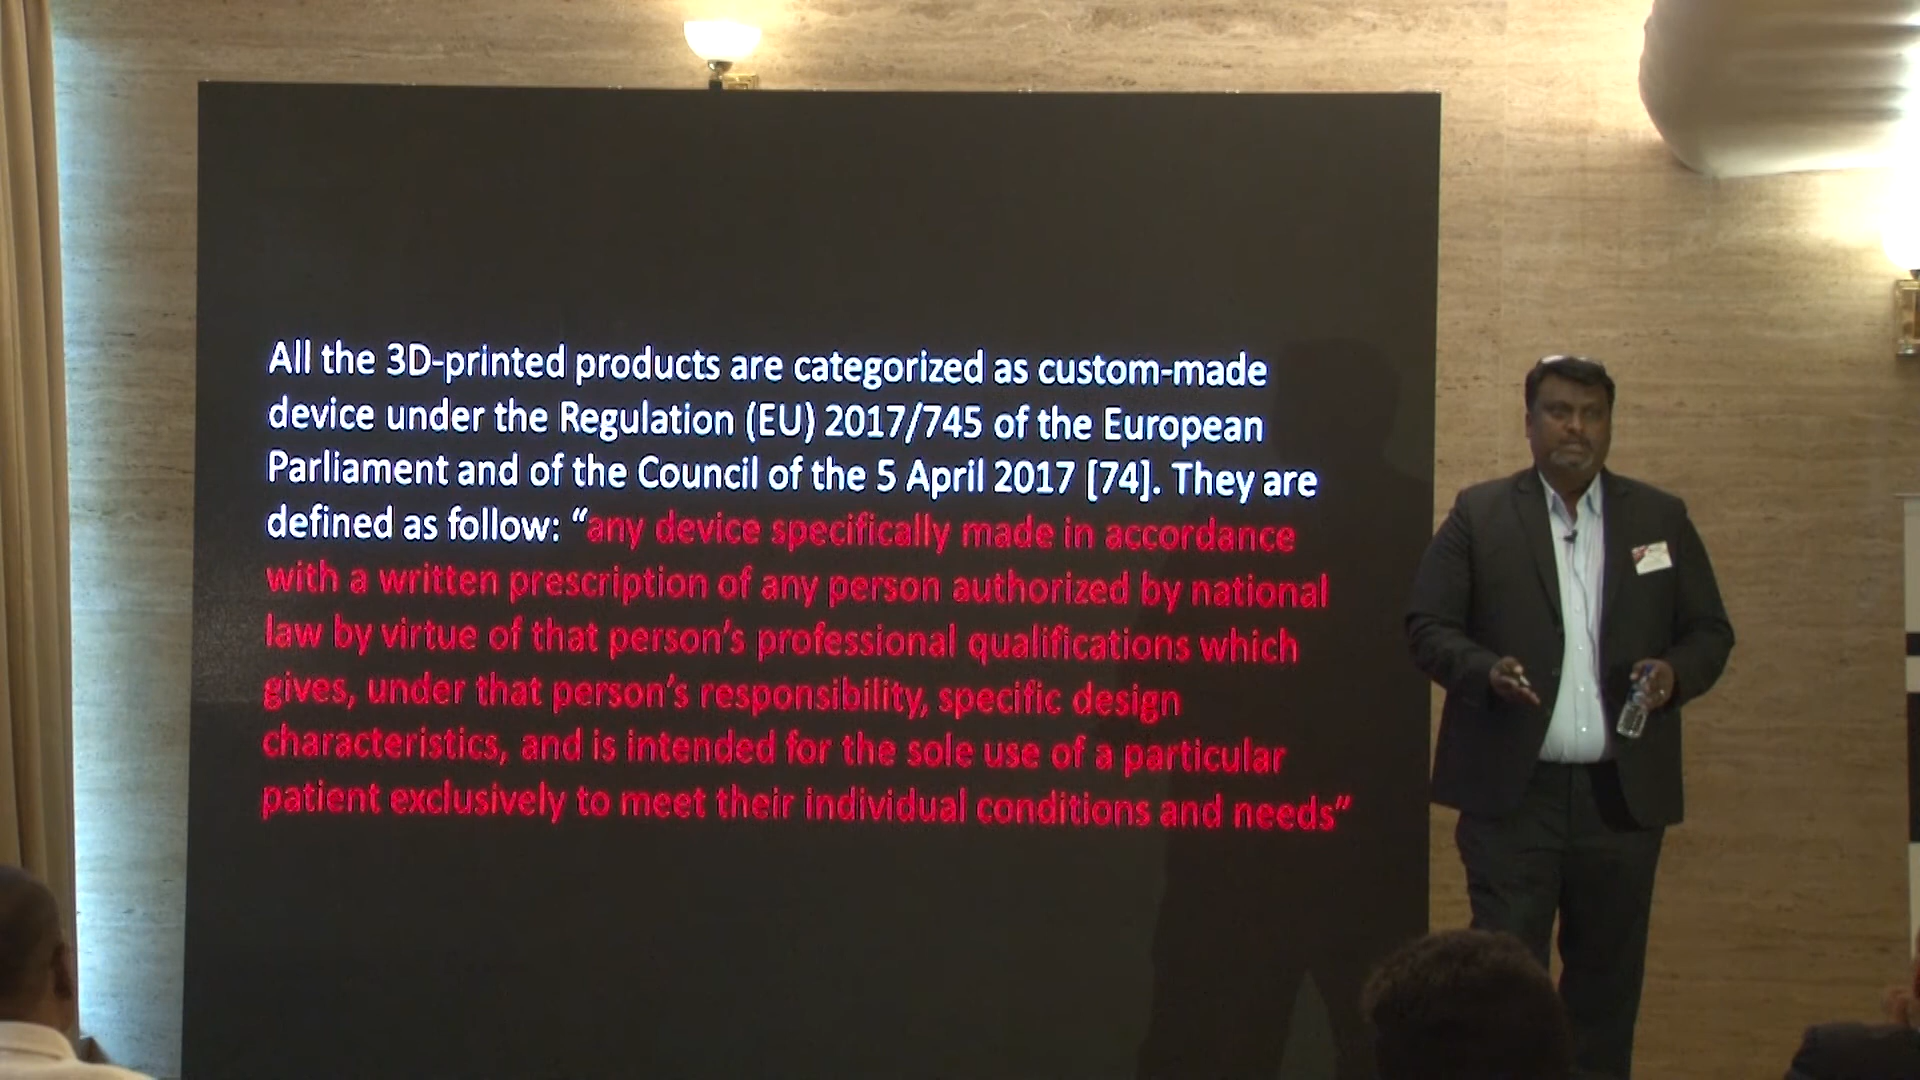 All the 3D-printed products are categorized as custom-made
device under the Regulation (EU) 2017/745 of the European
Parliament and of the Council of the 5 April 2017 [74]. They are
defined as follow: “any device specifically made in accordance
with a written prescription of any person authorized by national
law by virtue of that person’s professional qualifications which
gives, under that person’s responsibility, specific design
characteristics, and is intended for the sole use of a particular
patient exclusively to meet their individual conditions and needs”